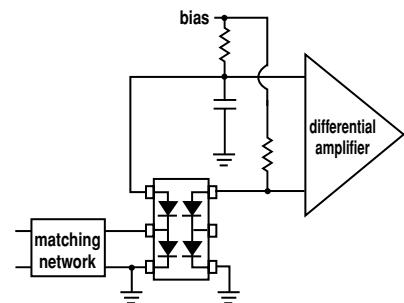 bias
differential
amplifier
matching
network